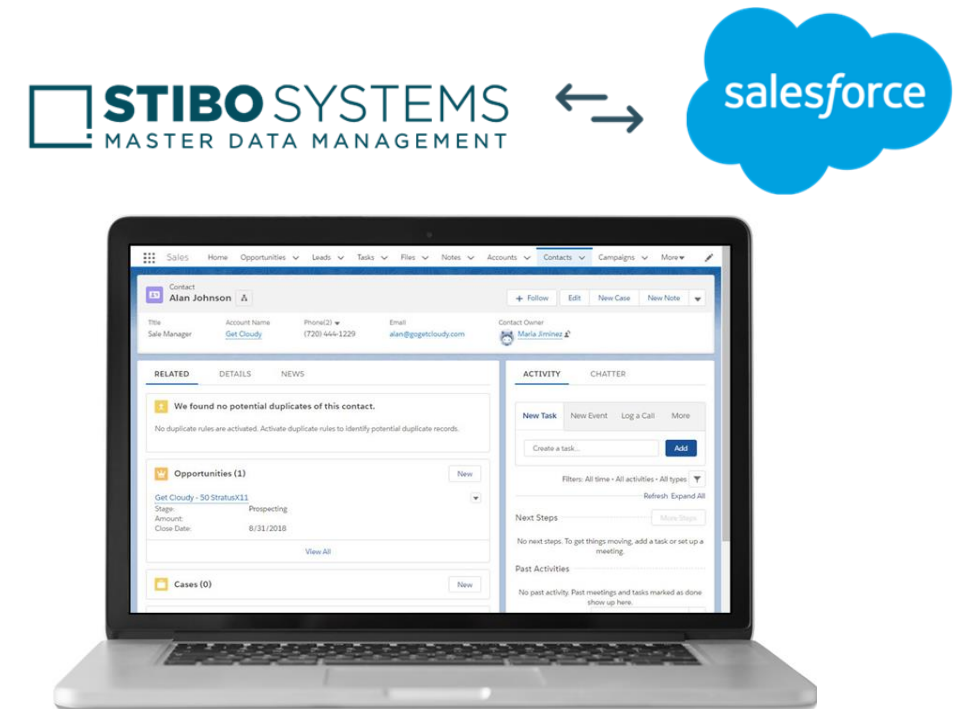 STIBO SYSTEMS
MASTER DATA MANAGEMENT
salesforce
Sales Home Opportunities Leads Tasks Files Notes Accounts Contacts Campaigns More
Contact
Alan Johnson
+ Follow Edit New Case New Note
Title Account Name Phone(2) Email Contact Owner
Sale Manager Get Cloudy (720) 444-1229 alan@gogetcloudy.com Maria Jiminez
RELATED DETAILS NEWS
ACTIVITY CHATTER
We found no potential duplicates of this contact.
No duplicate rules are activated. Activate duplicate rules to identify potential duplicate records.
New Task New Event Log a Call More
Create a task... Add
Opportunities (1) New
Filters: All time • All activities • All types
Get Cloudy - 50 StratusX11
Refresh Expand All
Stage: Prospecting
Amount:
Close Date: 8/31/2018
Next Steps More Steps
No next steps. To get things moving, add a task or set up a
meeting.
View All
Past Activities
Cases (0) New
No past activity. Past meetings and tasks marked as done
show up here.